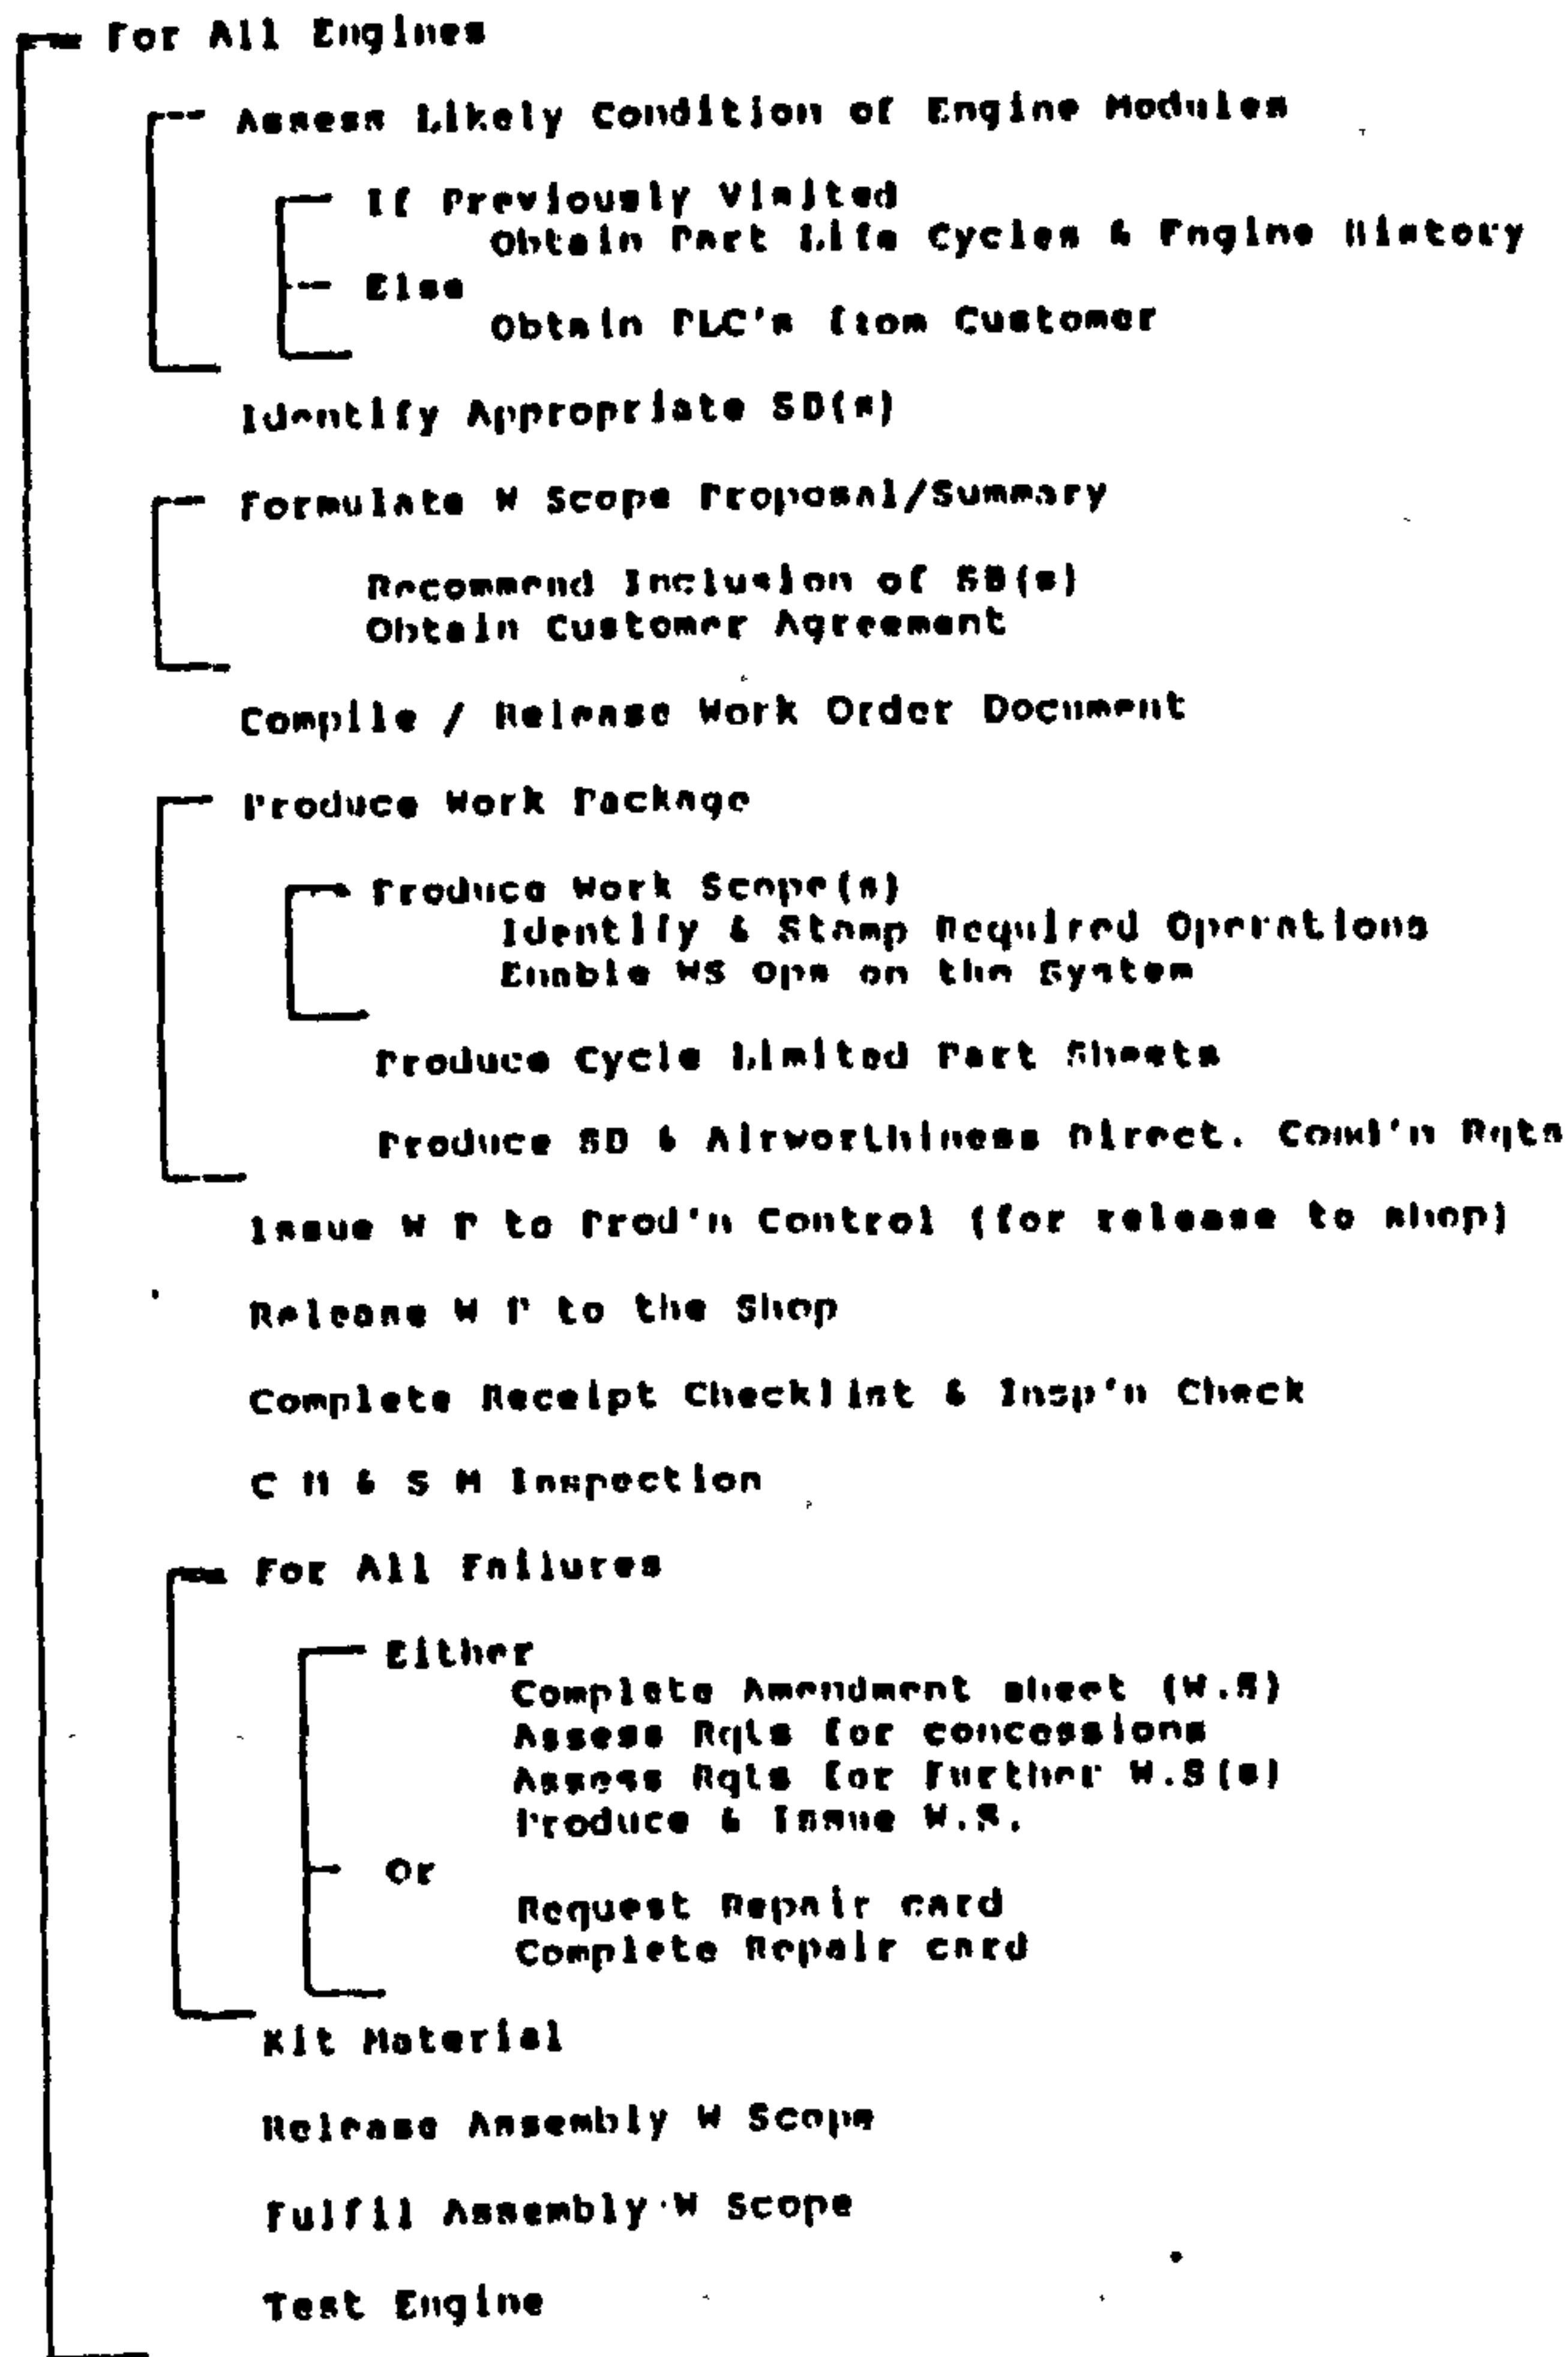 For All Engines
Assess Likely Condition of Engine Modules
If Previously Visited
Obtain Part Life Cycles & Engine History
Else
Obtain PLC's from Customer
Identify Appropriate SB(s)
Formulate W Scope Proposal/Summary
Recommend Inclusion of SB(s)
Obtain Customer Agreement
Compile / Release Work Order Document
Produce Work Package
Produce Work Scope(s)
Identify & Stamp Required Operations
Enable WS Ops on the System
Produce Cycle Limited Part Sheets
Produce SB & Airworthiness Direct. Rqts
Issue W P to Prod'n Control (for release to shop)
Release W P to the Shop
Complete Receipt Checklist & Insp'n Check
C & S M Inspection
For All Failures
Either
Complete Amendment sheet (W.S)
Assess Rqts for concessions
Assess Rqts for Further W.S(s)
Produce & Issue W.S.
Or
Request Repair card
Complete Repair card
Kit Material
Release Assembly W Scope
Fulfil Assembly W Scope
Test Engine